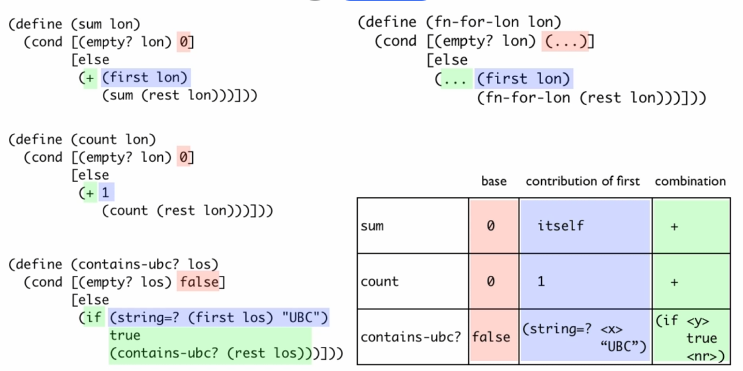 (define (sum lon)
  (cond [(empty? lon) 0]
        [else
         (+ (first lon)
            (sum (rest lon)))]))
(define (count lon)
  (cond [(empty? lon) 0]
        [else
         (+ 1
            (count (rest lon)))]))
(define (contains-ubc? los)
  (cond [(empty? los) false]
        [else
         (if (string=? (first los) "UBC")
             true
             (contains-ubc? (rest los)))]))
(define (fn-for-lon lon)
  (cond [(empty? lon) (...)]
        [else
         (... (first lon)
              (fn-for-lon (rest lon)))]))
base contribution of first combination
sum 0 itself +
count 0 1 +
contains-ubc? false (string=? <x> “UBC”) (if <y> true <nr>)